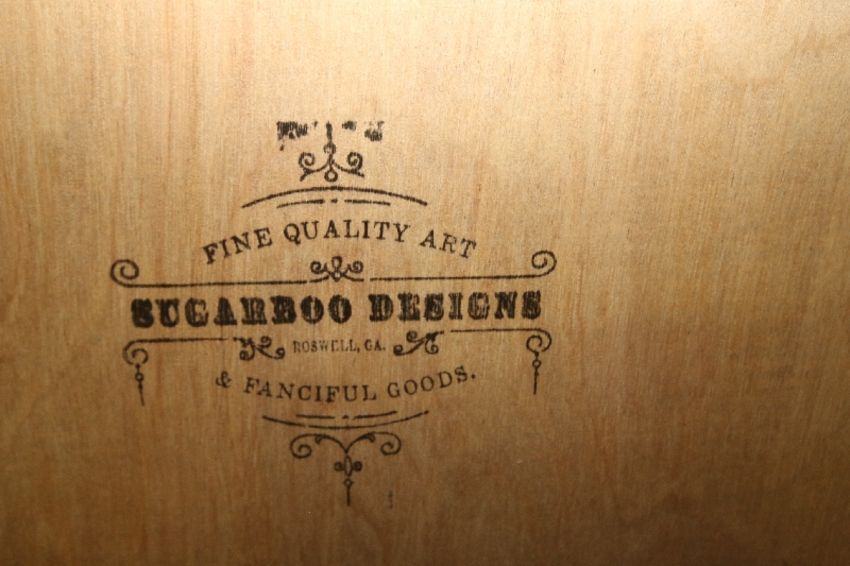 FINE QUALITY ART
SUGARBOO DESIGNS
ROSWELL, GA.
& FANCIFUL GOODS.